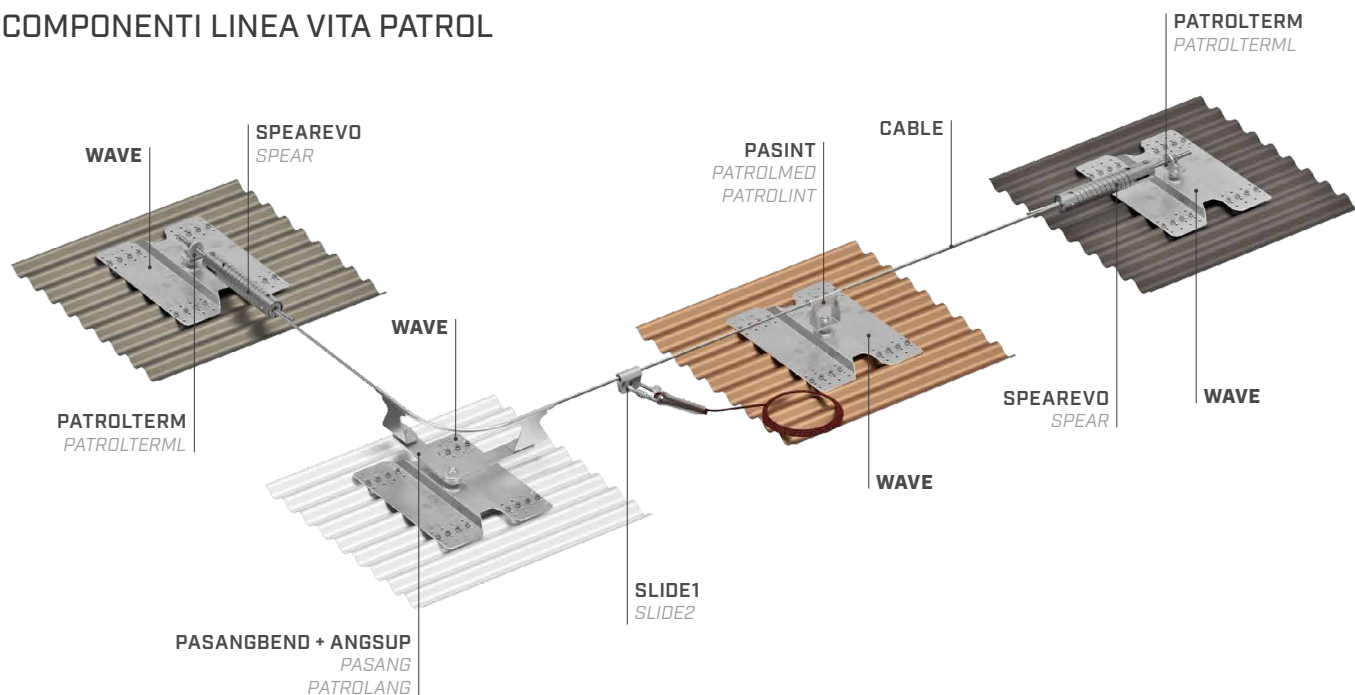 COMPONENTI LINEA VITA PATROL
PATROLTERM
PATROLTERML
SPEAREVO
SPEAR
WAVE
CABLE
PASINT
PATROLMED
PATROLINT
WAVE
PATROLTERM
PATROLTERML
SPEAREVO
SPEAR
WAVE
WAVE
SLIDE1
SLIDE2
PASANGBEND + ANGSUP
PASANG
PATROLANG